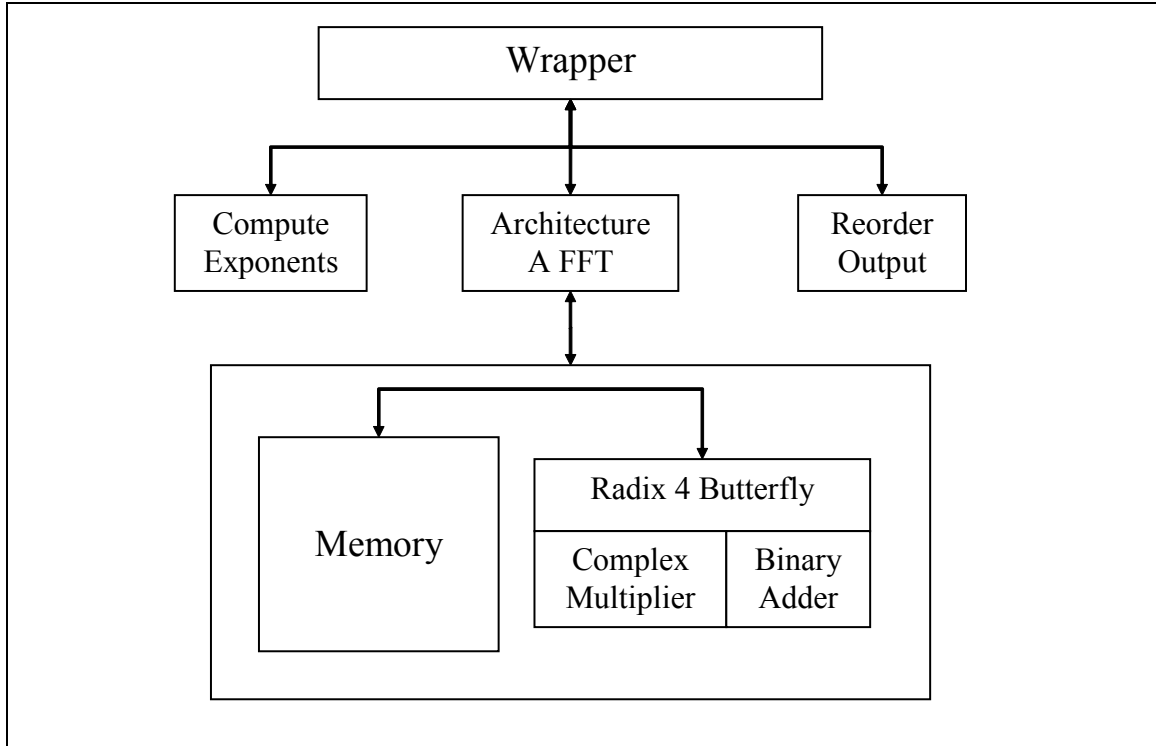 Wrapper
Compute
Exponents
Architecture
A FFT
Reorder
Output
Memory
Radix 4 Butterfly
Complex
Multiplier
Binary
Adder